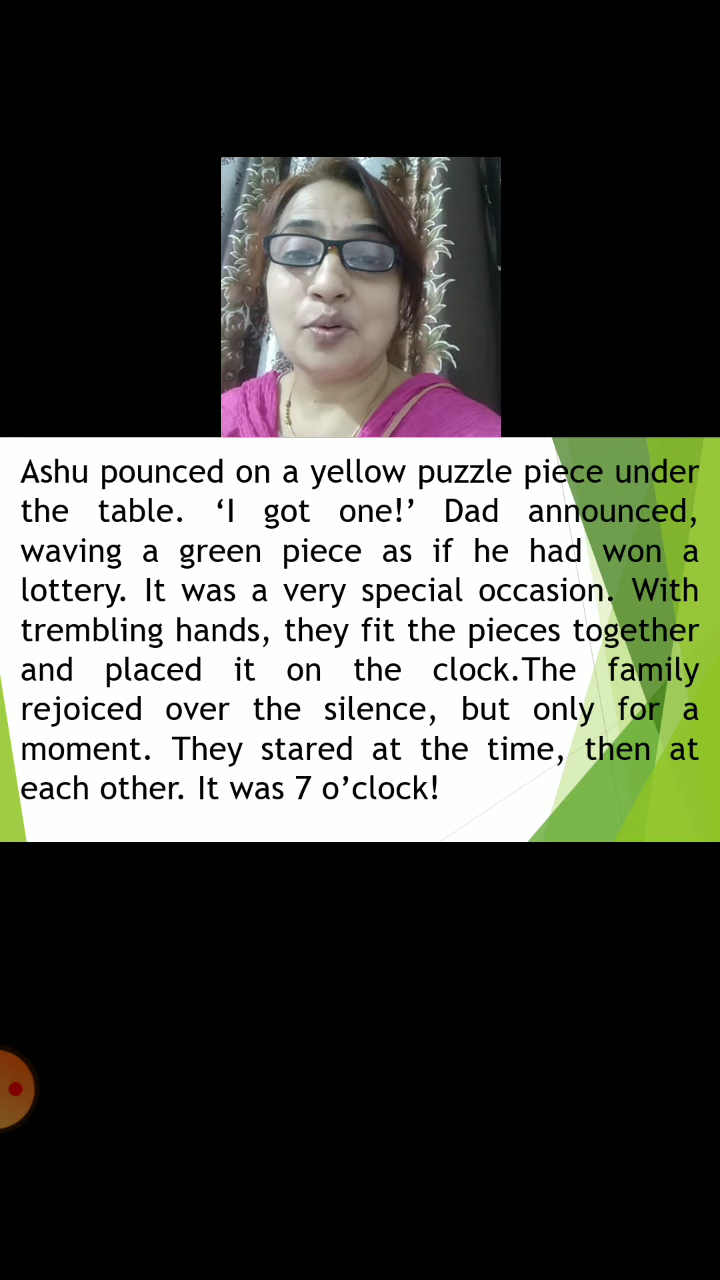 Ashu pounced on a yellow puzzle piece under
the table. ‘I got one!’ Dad announced,
waving a green piece as if he had won a
lottery. It was a very special occasion. With
trembling hands, they fit the pieces together
and placed it on the clock.The family
rejoiced over the silence, but only for a
moment. They stared at the time, then at
each other. It was 7 o’clock!